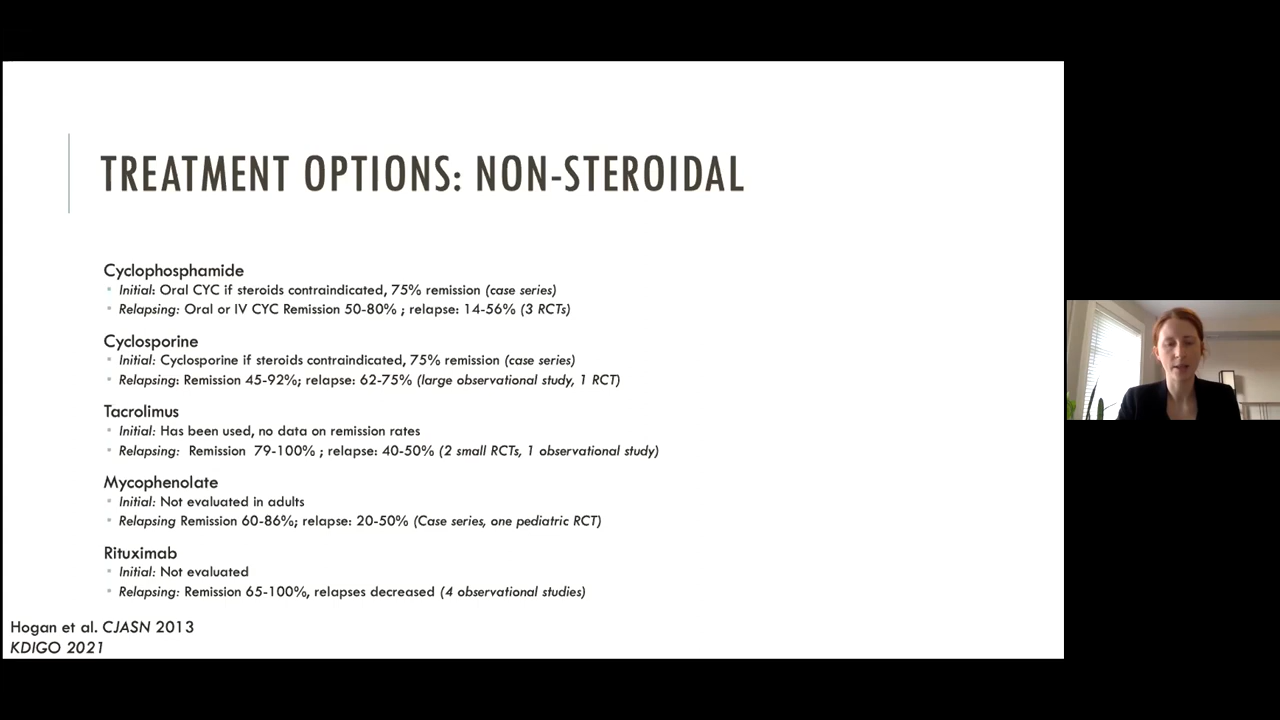 TREATMENT OPTIONS: NON-STEROIDAL
Cyclophosphamide
Initial: Oral CYC if steroids contraindicated, 75% remission (case series)
Relapsing: Oral or IV CYC Remission 50-80% ; relapse: 14-56% (3 RCTs)
Cyclosporine
Initial: Cyclosporine if steroids contraindicated, 75% remission (case series)
Relapsing: Remission 45-92%; relapse: 62-75% (large observational study, 1 RCT)
Tacrolimus
Initial: Has been used, no data on remission rates
Relapsing: Remission 79-100% ; relapse: 40-50% (2 small RCTs, 1 observational study)
Mycophenolate
Initial: Not evaluated in adults
Relapsing Remission 60-86%; relapse: 20-50% (Case series, one pediatric RCT)
Rituximab
Initial: Not evaluated
Relapsing: Remission 65-100%, relapses decreased (4 observational studies)
Hogan et al. CJASN 2013
KDIGO 2021